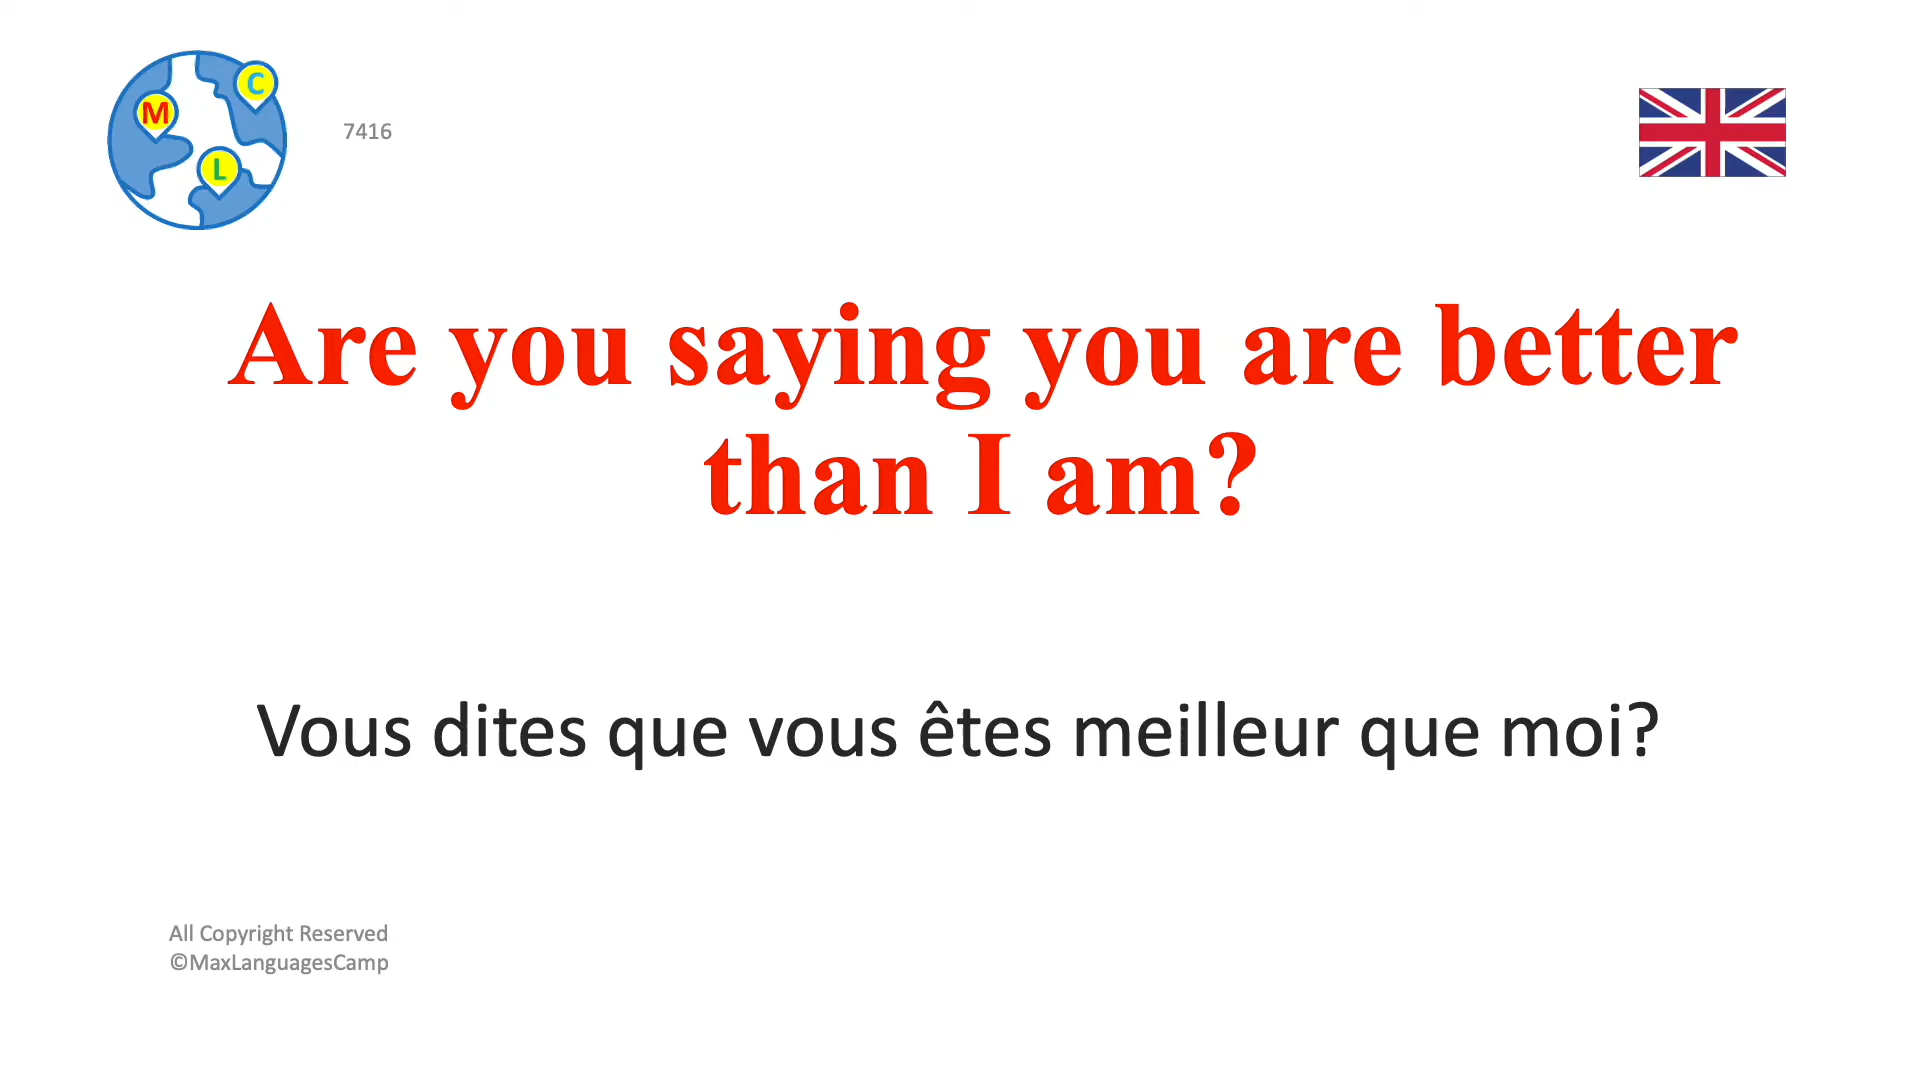 M
C
L
7416
Are you saying you are better
than I am?
Vous dites que vous êtes meilleur que moi?
All Copyright Reserved
©MaxLanguagesCamp